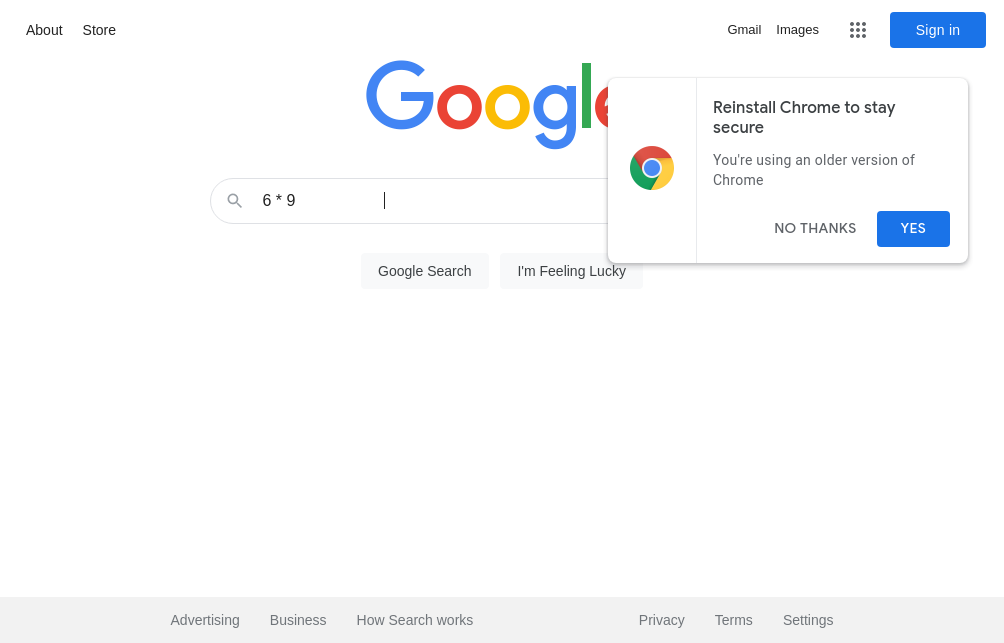 About Store Gmail Images Sign in
Google
Reinstall Chrome to stay
secure
You're using an older version of
Chrome
NO THANKS YES
6 * 9
Google Search I'm Feeling Lucky
Advertising Business How Search works Privacy Terms Settings